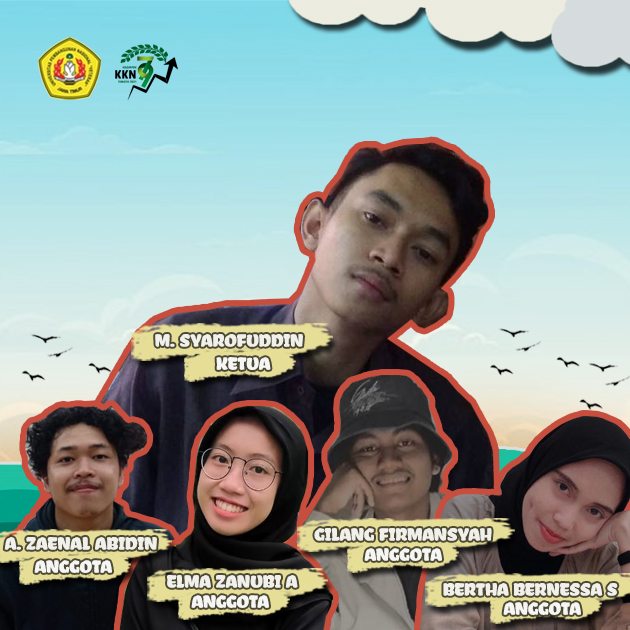 KKN
M. SYAROFUDDIN
KETUA
A. ZAENAL ABIDIN
ANGGOTA
ELMA ZANUBI A
ANGGOTA
GILANG FIRMANSYAH
ANGGOTA
BERTHA BERNESSA S
ANGGOTA